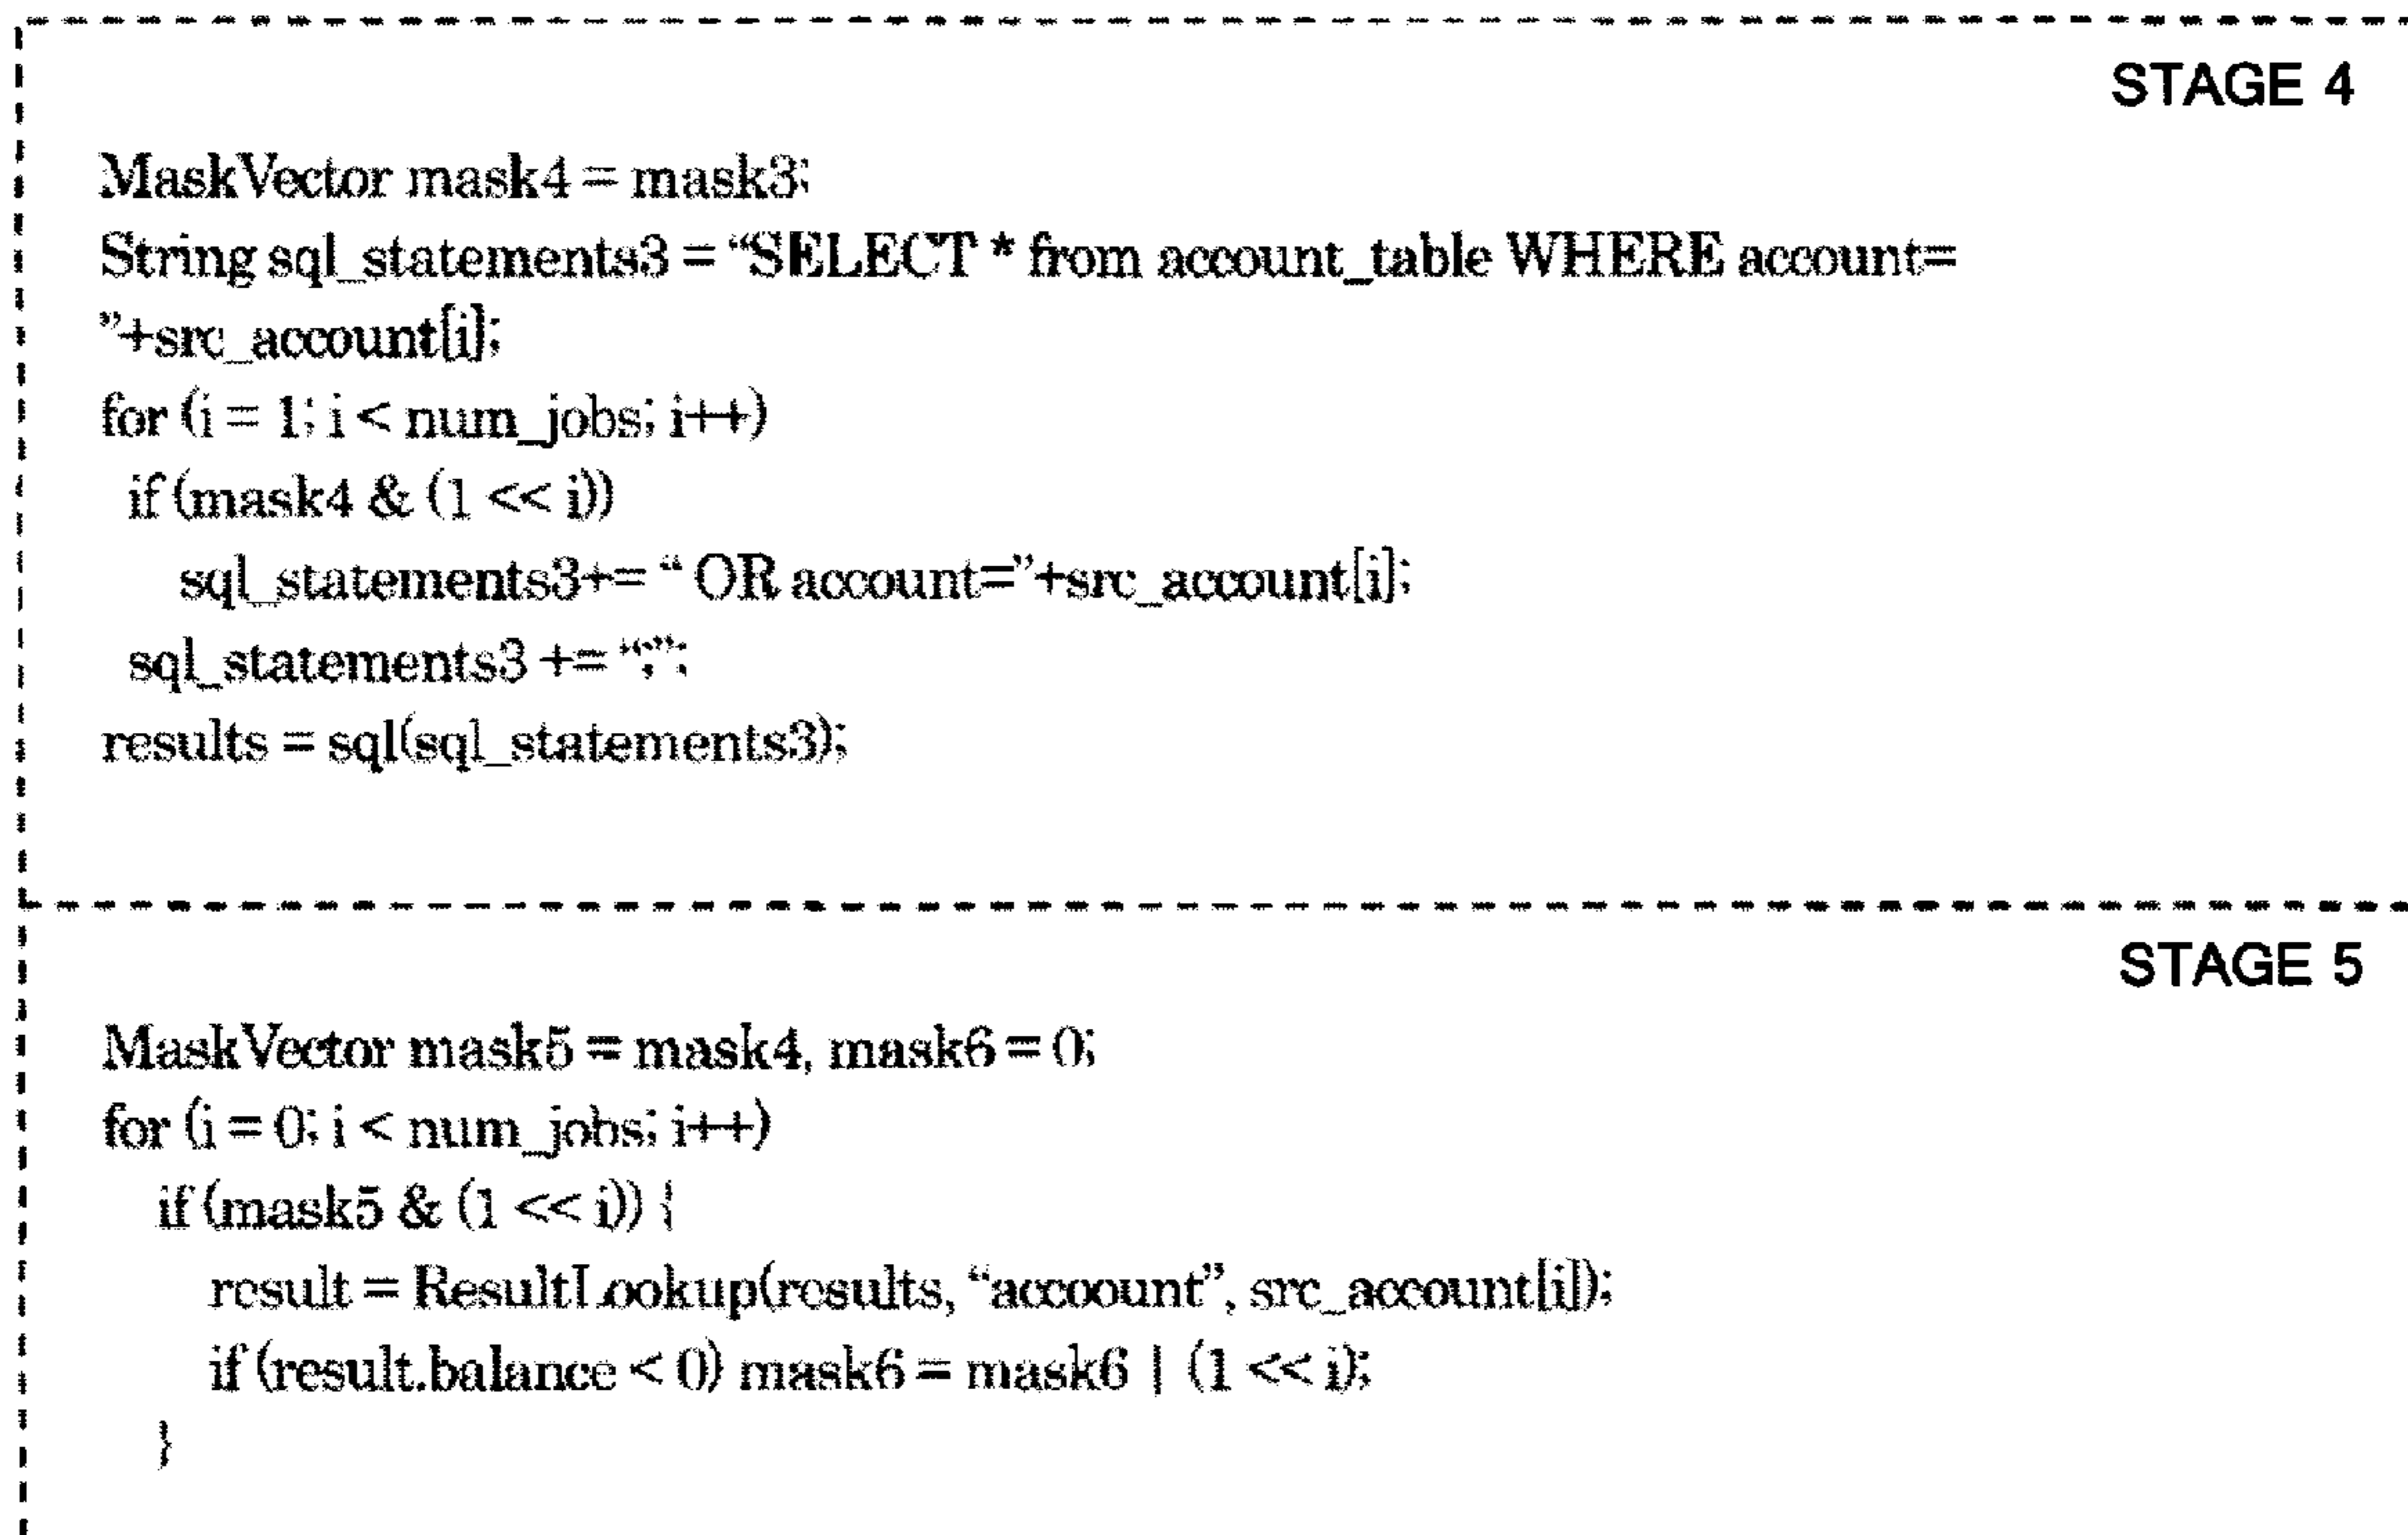 STAGE 4
MaskVector mask4 = mask3;
String sql_statements3 = “SELECT * from account_table WHERE account=
”+src_account[i];
for (i = 1; i < num_jobs; i++)
if (mask4 & (1 << i))
sql_statements3+= “ OR account=”+src_account[i];
sql_statements3 += “;”;
results = sql(sql_statements3);
STAGE 5
MaskVector mask5 = mask4, mask6 = 0;
for (i = 0; i < num_jobs; i++)
if (mask5 & (1 << i)) {
result = ResultLookup(results, “accoount”, src_account[i]);
if (result.balance < 0) mask6 = mask6 | (1 << i);
}